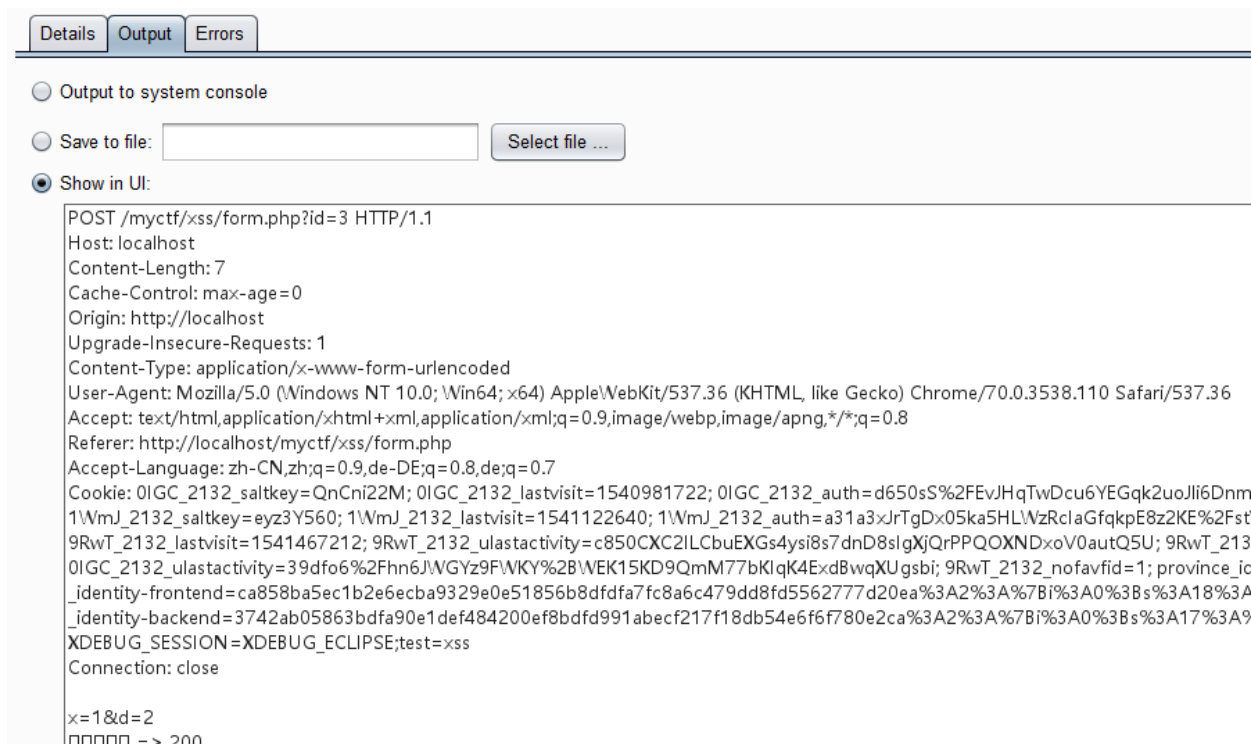 Details Output Errors
Output to system console
Save to file: Select file ...
Show in UI:
POST /myctf/xss/form.php?id=3 HTTP/1.1
Host: localhost
Content-Length: 7
Cache-Control: max-age=0
Origin: http://localhost
Upgrade-Insecure-Requests: 1
Content-Type: application/x-www-form-urlencoded
User-Agent: Mozilla/5.0 (Windows NT 10.0; Win64; x64) AppleWebKit/537.36 (KHTML, like Gecko) Chrome/70.0.3538.110 Safari/537.36
Accept: text/html,application/xhtml+xml,application/xml;q=0.9,image/webp,image/apng,*/*;q=0.8
Referer: http://localhost/myctf/xss/form.php
Accept-Language: zh-CN,zh;q=0.9,de-DE;q=0.8,de;q=0.7
Cookie: 0IGC_2132_saltkey=QnCni22M; 0IGC_2132_lastvisit=1540981722; 0IGC_2132_auth=d650sS%2FEvJHqTwDcu6YEGqk2uoJli6Dnm
1WmJ_2132_saltkey=eyz3Y560; 1WmJ_2132_lastvisit=1541122640; 1WmJ_2132_auth=a31a3xJrTgDx05ka5HLWzRclaGfqkpE8z2KE%2Fst
9RwT_2132_lastvisit=1541467212; 9RwT_2132_ulastactivity=c850CXC2ILCbuEXGs4ysi8s7dnD8slgXjQrPPQOXNDxoV0autQ5U; 9RwT_213
0IGC_2132_ulastactivity=39dfo6%2Fhn6JWGYz9FWKY%2BWEK15KD9QmM77bKIqK4ExdBwqXUgsbi; 9RwT_2132_nofavfid=1; province_ic
_identity-frontend=ca858ba5ec1b2e6ecba9329e0e51856b8dfdfa7fc8a6c479dd8fd5562777d20ea%3A2%3A%7Bi%3A0%3Bs%3A18%3A
_identity-backend=3742ab05863bdfa90e1def484200ef8bdfd991abecf217f18db54e6f6f780e2ca%3A2%3A%7Bi%3A0%3Bs%3A17%3A%
XDEBUG_SESSION=XDEBUG_ECLIPSE;test=xss
Connection: close
x=1&d=2
=> 200